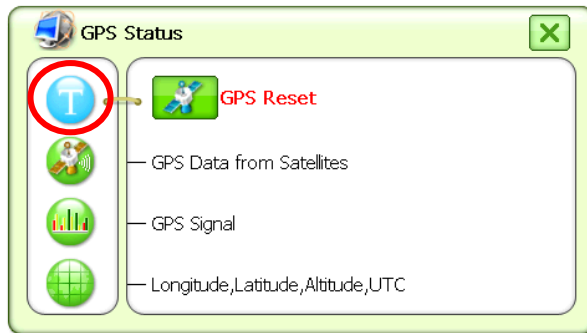 GPS Status
T
GPS Reset
GPS Data from Satellites
GPS Signal
Longitude,Latitude,Altitude,UTC